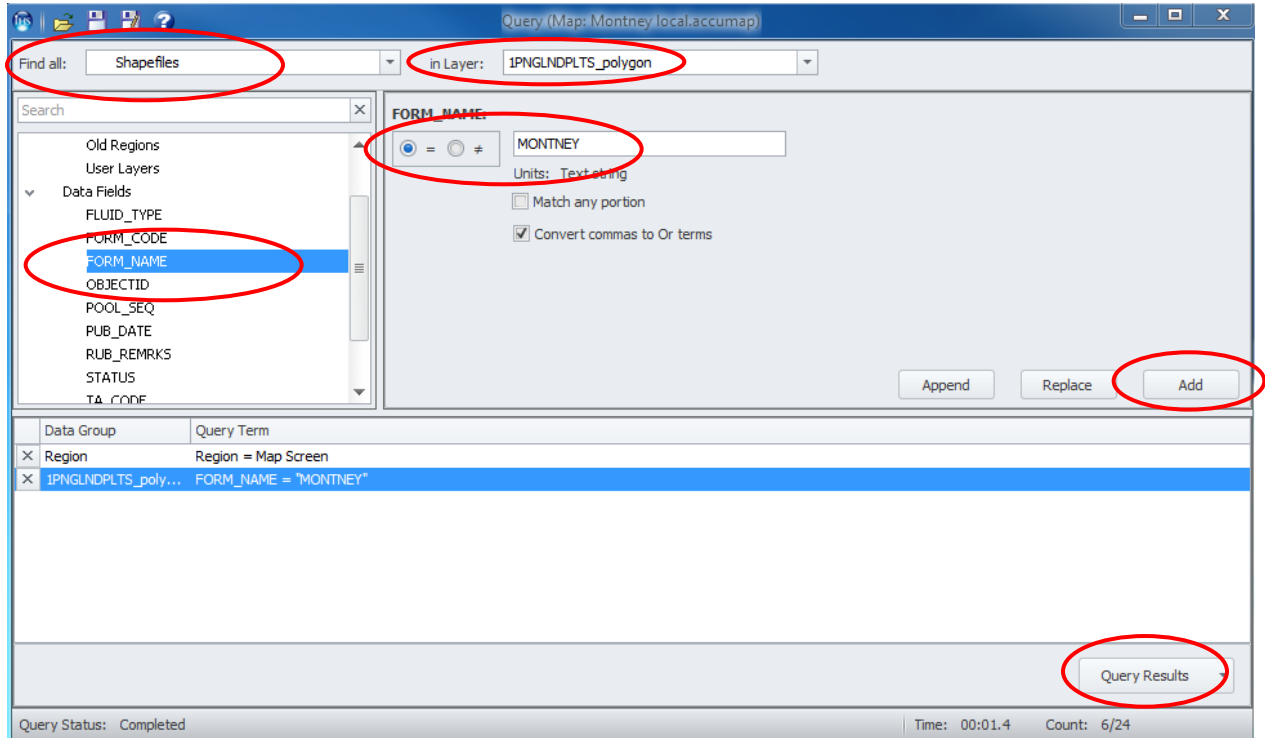 IHS
Query (Map: Montney local.accumap)
X
Find all: Shapefiles in Layer: 1PNGLNDPLTS_polygon
Search
Old Regions
User Layers
Data Fields
FLUID_TYPE
FORM_CODE
FORM_NAME
OBJECTID
POOL_SEQ
PUB_DATE
RUB_REMRKS
STATUS
TA_CODE
FORM_NAME:
= ≠ MONTNEY
Units: Text string
Match any portion
Convert commas to Or terms
Append Replace Add
Data Group Query Term
Region Region = Map Screen
1PNGLNDPLTS_poly... FORM_NAME = "MONTNEY"
Query Results
Query Status: Completed Time: 00:01.4 Count: 6/24